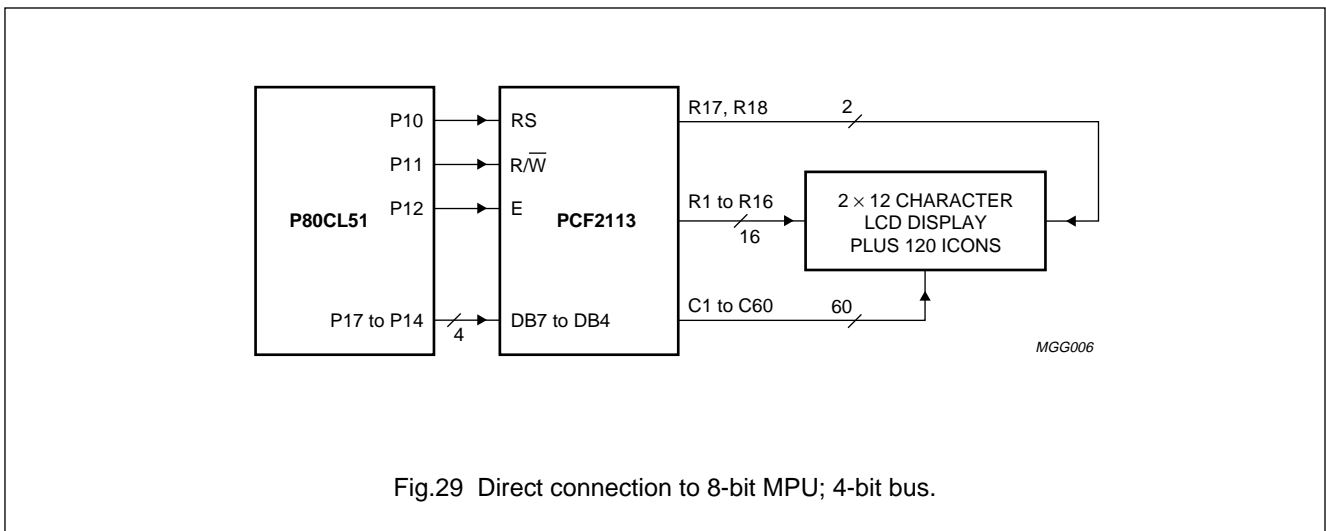 P80CL51
P10
P11
P12
P17 to P14
4
PCF2113
RS
R/W̅
E
DB7 to DB4
R17, R18
2
R1 to R16
16
C1 to C60
60
2 × 12 CHARACTER
LCD DISPLAY
PLUS 120 ICONS
MGG006
Fig.29 Direct connection to 8-bit MPU; 4-bit bus.